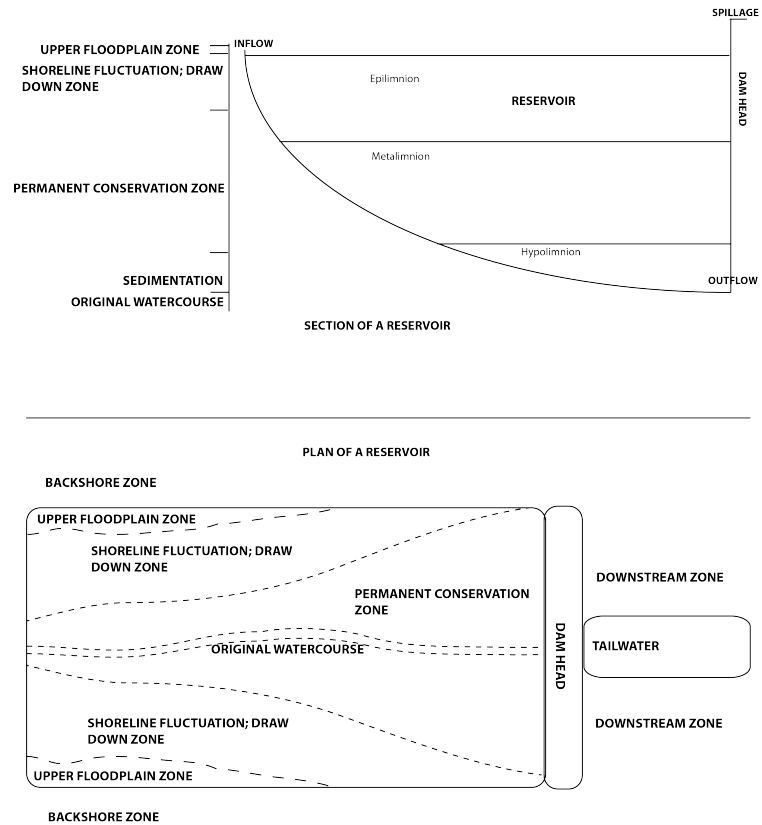 SPILLAGE
INFLOW
UPPER FLOODPLAIN ZONE
SHORELINE FLUCTUATION; DRAW
DOWN ZONE
Epilimnion
RESERVOIR
DAM HEAD
Metalimnion
PERMANENT CONSERVATION ZONE
Hypolimnion
SEDIMENTATION
OUTFLOW
ORIGINAL WATERCOURSE
SECTION OF A RESERVOIR
PLAN OF A RESERVOIR
BACKSHORE ZONE
UPPER FLOODPLAIN ZONE
SHORELINE FLUCTUATION; DRAW
DOWN ZONE
PERMANENT CONSERVATION
ZONE
DOWNSTREAM ZONE
ORIGINAL WATERCOURSE
DAM HEAD
TAILWATER
SHORELINE FLUCTUATION; DRAW
DOWN ZONE
DOWNSTREAM ZONE
UPPER FLOODPLAIN ZONE
BACKSHORE ZONE